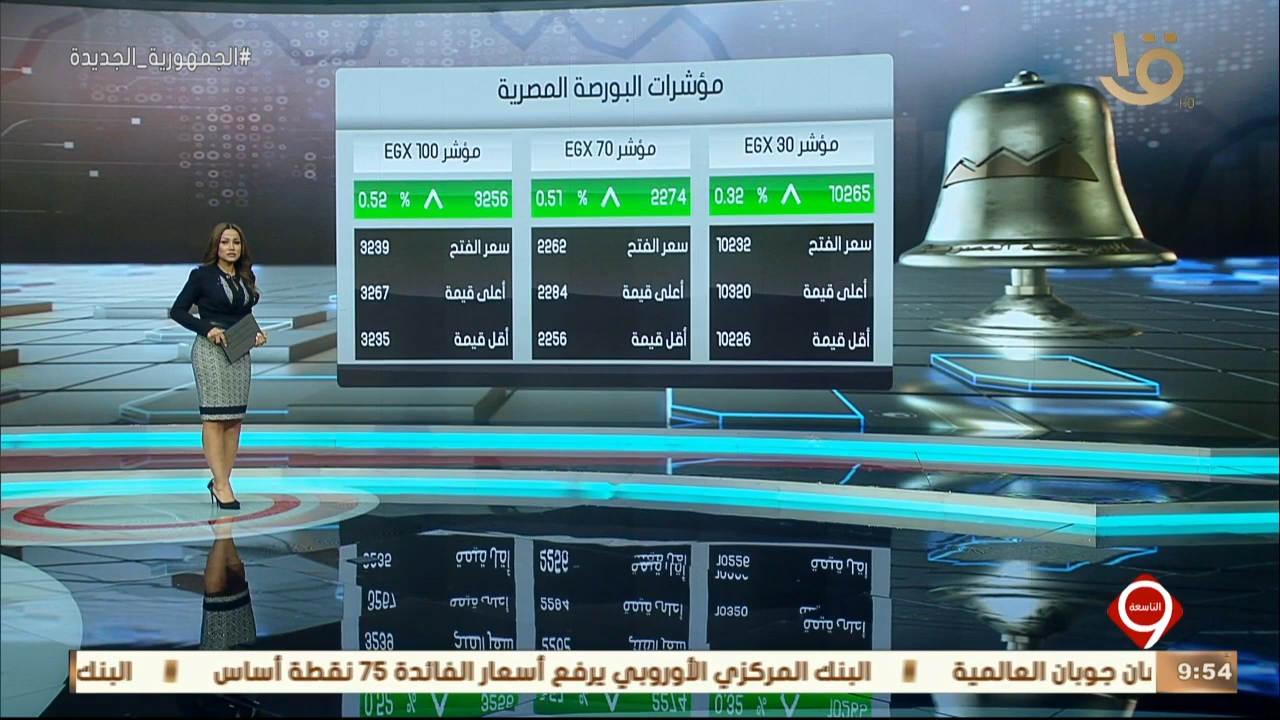 #الجمهورية_الجديدة
HD
مؤشرات البورصة المصرية
مؤشر EGX 30
10265 0.32 %
سعر الفتح 10232
أعلى قيمة 10320
أقل قيمة 10226
مؤشر EGX 70
2274 0.51 %
سعر الفتح 2262
أعلى قيمة 2284
أقل قيمة 2256
مؤشر EGX 100
3256 0.52 %
سعر الفتح 3239
أعلى قيمة 3267
أقل قيمة 3235
التاسعة
9
9:54
جوبان العالمية ▪ البنك المركزي الأوروبي يرفع أسعار الفائدة 75 نقطة أساس ▪ البنك